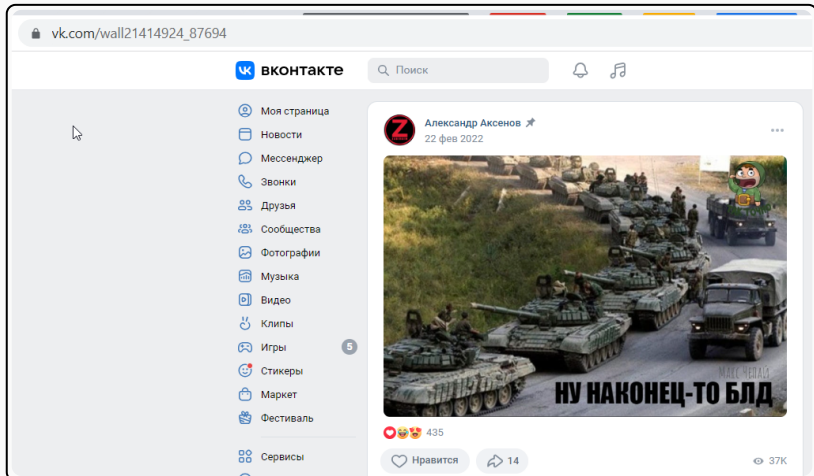 vk.com/wall21414924_87694
вконтакте
Поиск
Моя страница
Новости
Мессенджер
Звонки
Друзья
Сообщества
Фотографии
Музыка
Видео
Клипы
Игры
5
Стикеры
Маркет
Фестиваль
Сервисы
Александр Аксенов
22 фев 2022
Z
НУ НАКОНЕЦ-ТО БЛД
435
Нравится
14
37K